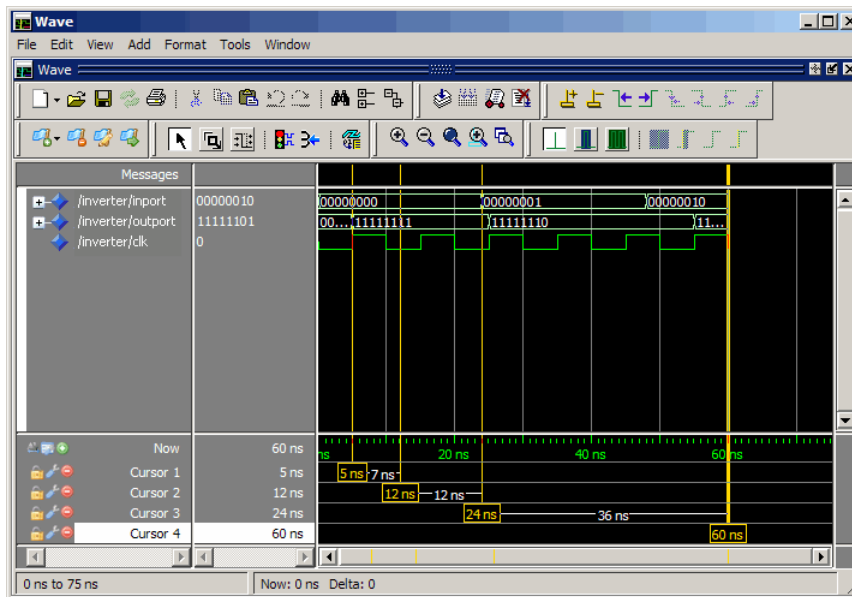 Wave
File Edit View Add Format Tools Window
Wave
Messages
/inverter/inport 00000010 00000000 00000001 00000010
/inverter/outport 11111101 00... 11111111 11111110 11...
/inverter/clk 0
Now 60 ns ns 20 ns 40 ns 60 ns
Cursor 1 5 ns 5 ns 7 ns
Cursor 2 12 ns 12 ns 12 ns
Cursor 3 24 ns 24 ns 36 ns
Cursor 4 60 ns 60 ns
0 ns to 75 ns Now: 0 ns Delta: 0